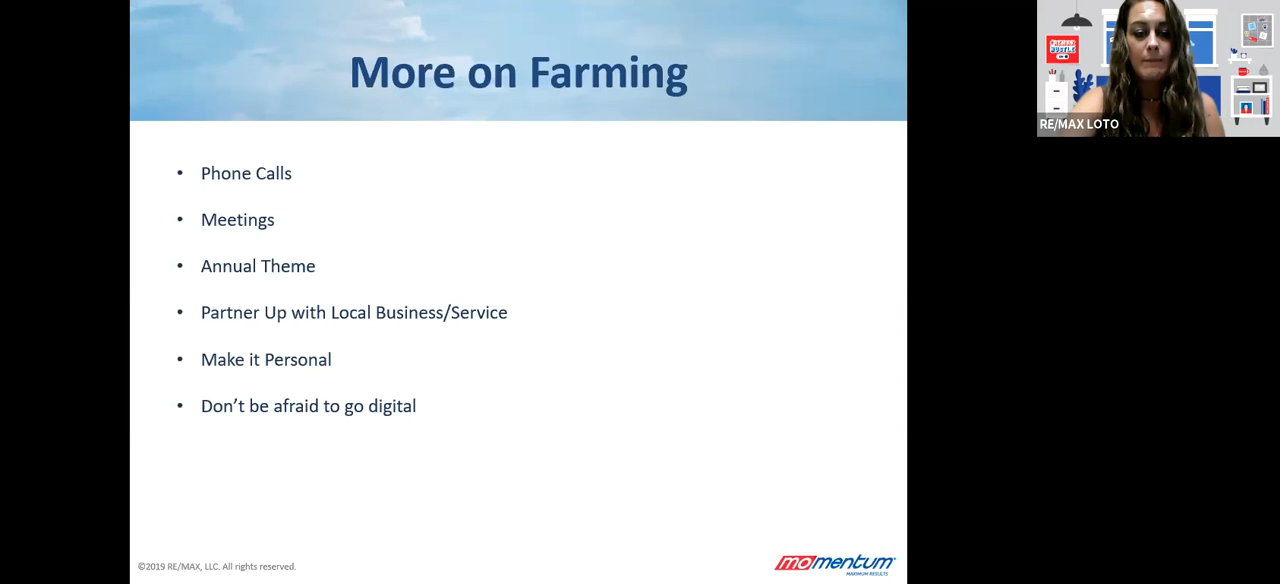 More on Farming
RE/MAX LOTO
• Phone Calls
• Meetings
• Annual Theme
• Partner Up with Local Business/Service
• Make it Personal
• Don’t be afraid to go digital
©2019 RE/MAX, LLC. All rights reserved.
momentum
MAXIMUM RESULTS